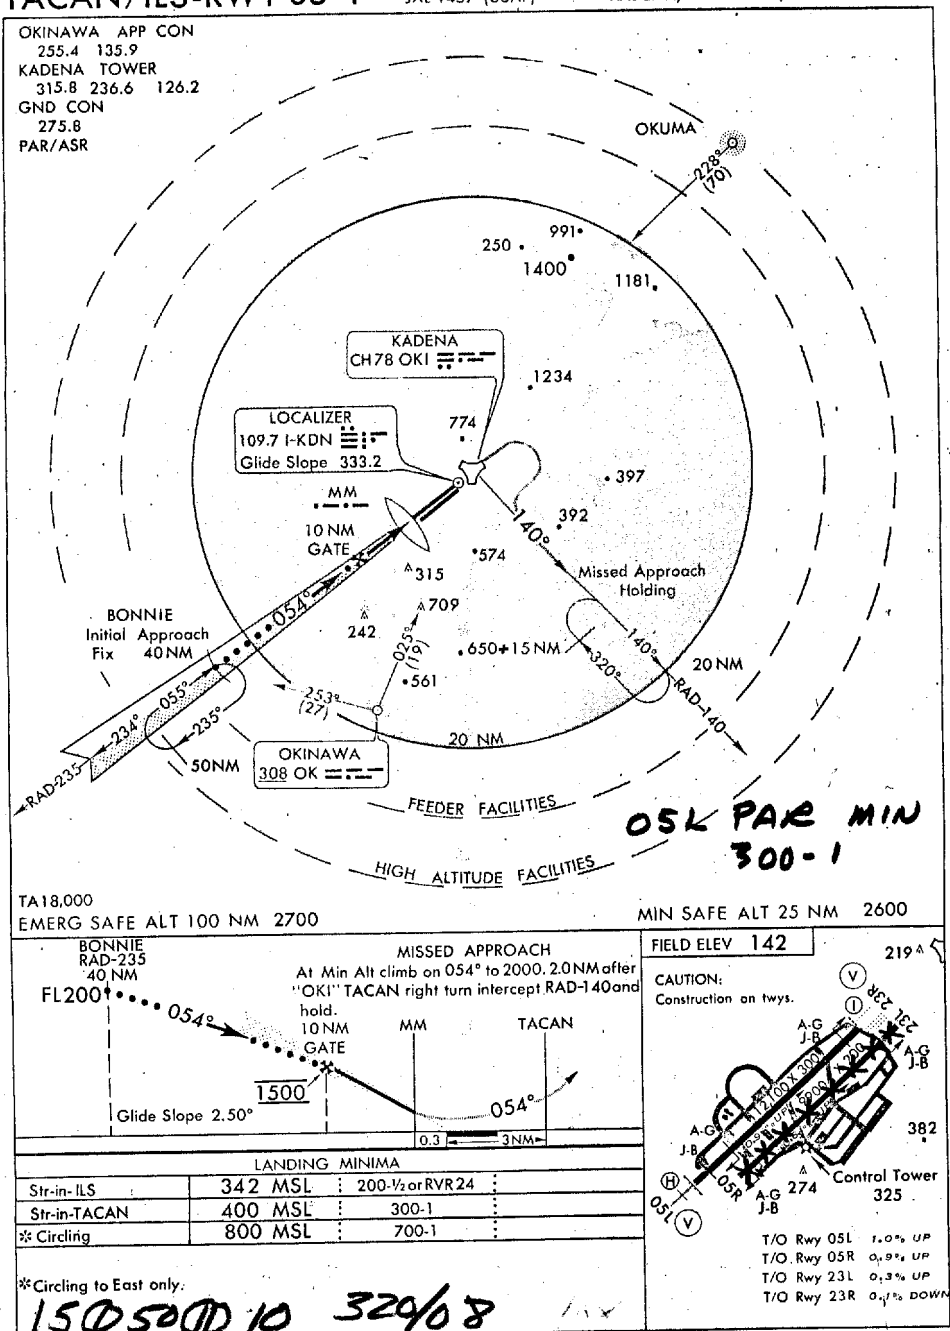 TACAN/ILS-RWY
JAL
OKINAWA APP CON
255.4 135.9
KADENA TOWER
315.8 236.6 126.2
GND CON
275.8
PAR/ASR
OKUMA
228°
(70)
991
250
1400
1181
KADENA
CH78 OKI
1234
LOCALIZER
109.7 I-KDN
Glide Slope 333.2
774
397
MM
392
140°
10 NM
GATE
574
315
Missed Approach
Holding
054°
709
BONNIE
Initial Approach
Fix 40NM
242
025°
(19)
650+15 NM
140°
320°
20 NM
561
055°
253°
(27)
RAD-140
234°
235°
20 NM
OKINAWA
308 OK
50NM
RAD-235
FEEDER FACILITIES
05L PAR MIN
300-1
HIGH ALTITUDE FACILITIES
TA18,000
EMERG SAFE ALT 100 NM 2700
MIN SAFE ALT 25 NM 2600
BONNIE
RAD-235
40 NM
FL200
054°
MISSED APPROACH
At Min Alt climb on 054° to 2000. 2.0NM after
"OKI" TACAN right turn intercept RAD-140 and
hold.
10 NM
GATE
MM
TACAN
1500
054°
Glide Slope 2.50°
0.3
3NM
LANDING MINIMA
Str-in-ILS 342 MSL 200-½ or RVR 24
Str-in-TACAN 400 MSL 300-1
※ Circling 800 MSL 700-1
※Circling to East only.
320/08
FIELD ELEV 142
219
CAUTION:
Construction on twys.
V
I
23R
23L
A-G
J-B
A-G
J-B
12100 X 300
A-G
J-B
382
H
05L
V
05R
A-G
J-B
274
Control Tower
325
T/O Rwy 05L 1.0% UP
T/O Rwy 05R 0.9% UP
T/O Rwy 23L 0.3% UP
T/O Rwy 23R 0.1% DOWN